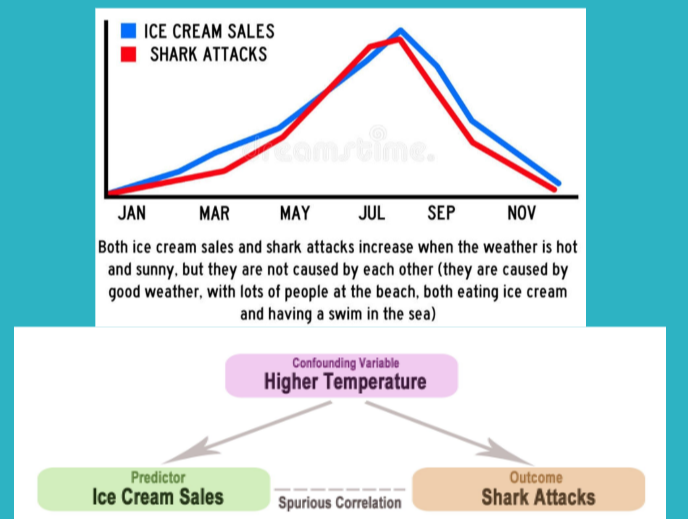 ICE CREAM SALES
SHARK ATTACKS
dreamstime.
JAN MAR MAY JUL SEP NOV
Both ice cream sales and shark attacks increase when the weather is hot
and sunny, but they are not caused by each other (they are caused by
good weather, with lots of people at the beach, both eating ice cream
and having a swim in the sea)
Confounding Variable
Higher Temperature
Predictor
Ice Cream Sales
Spurious Correlation
Outcome
Shark Attacks